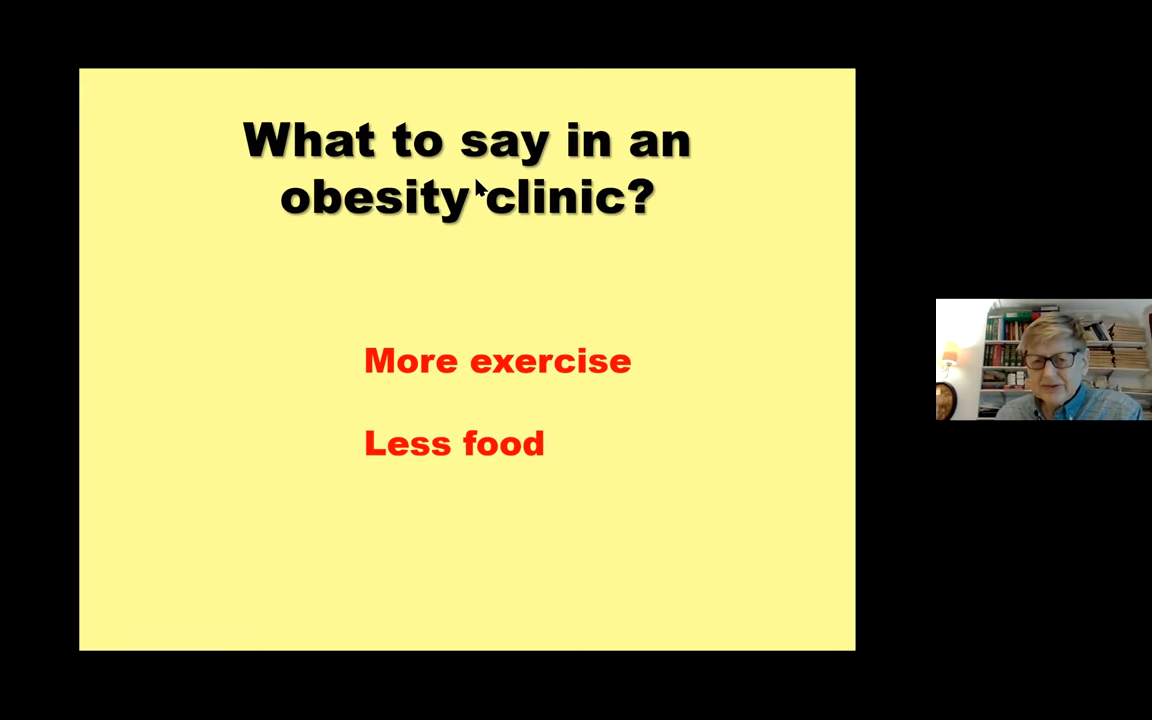 What to say in an
obesity clinic?
More exercise
Less food